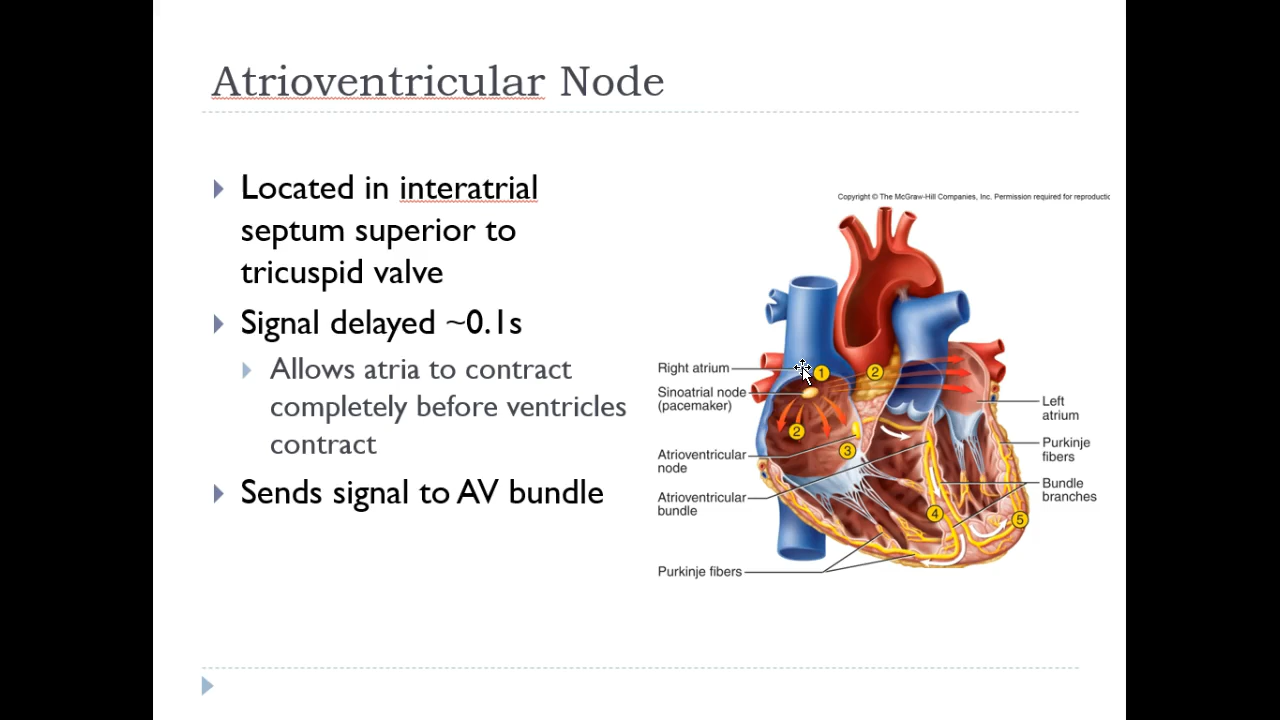 Atrioventricular Node
Located in interatrial
septum superior to
tricuspid valve
Signal delayed ~0.1s
Allows atria to contract
completely before ventricles
contract
Sends signal to AV bundle
Copyright © The McGraw-Hill Companies, Inc. Permission required for reproductic
Right atrium
Sinoatrial node
(pacemaker)
Atrioventricular
node
Atrioventricular
bundle
Purkinje fibers
1
2
2
3
4
5
Left
atrium
Purkinje
fibers
Bundle
branches